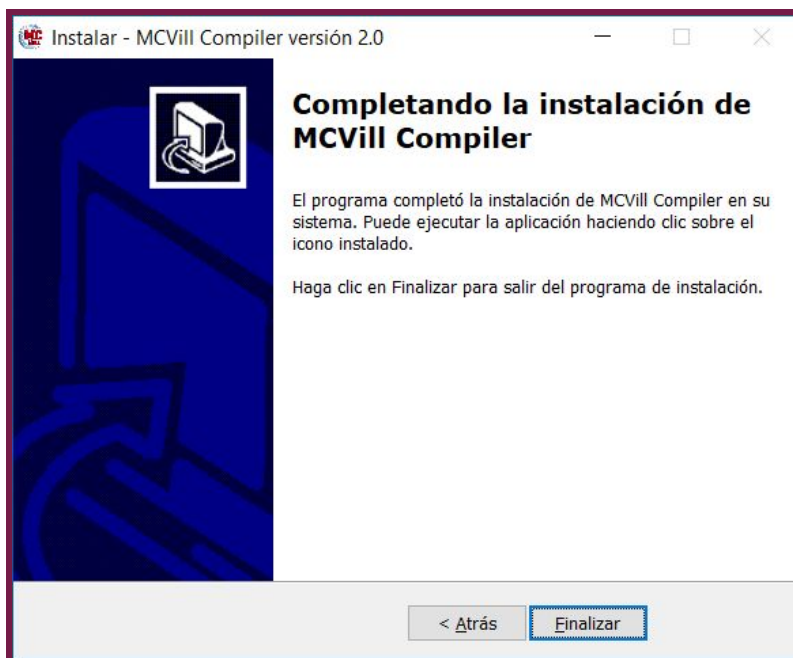 Instalar - MCVill Compiler versión 2.0
Completando la instalación de
MCVill Compiler
El programa completó la instalación de MCVill Compiler en su
sistema. Puede ejecutar la aplicación haciendo clic sobre el
icono instalado.
Haga clic en Finalizar para salir del programa de instalación.
< Atrás
Finalizar